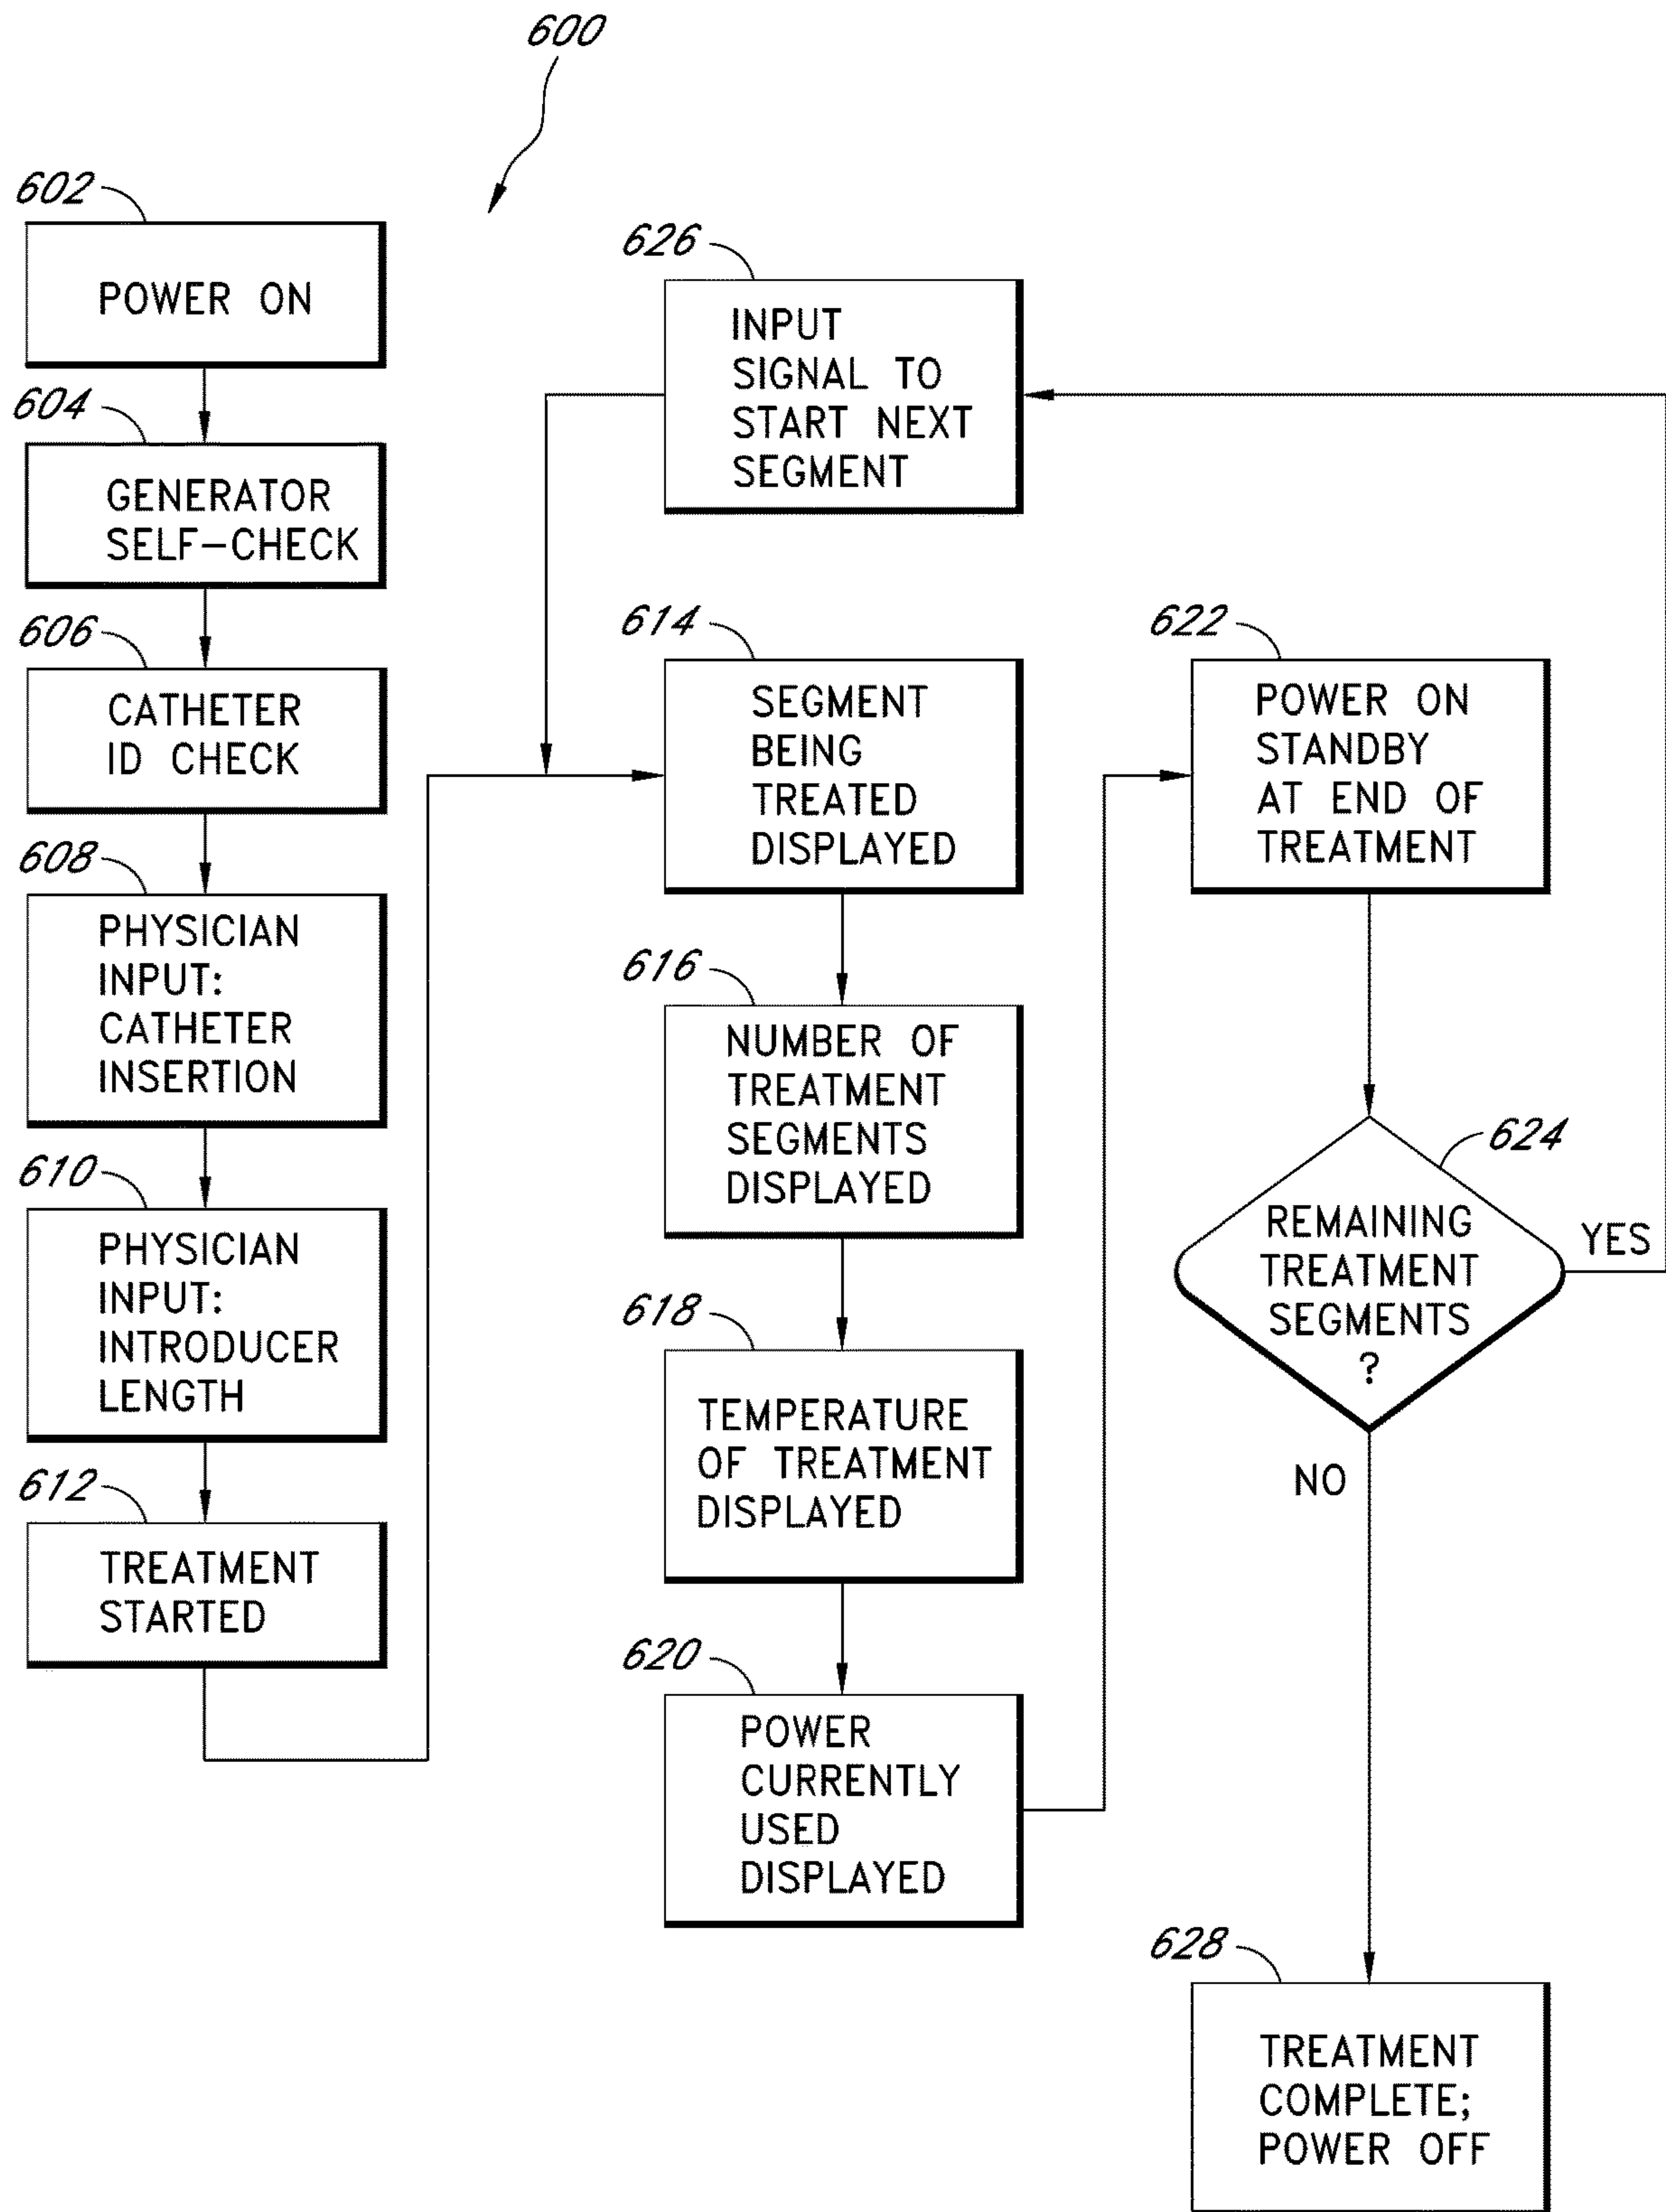 600
602
POWER ON
604
GENERATOR
SELF-CHECK
606
CATHETER
ID CHECK
608
PHYSICIAN
INPUT:
CATHETER
INSERTION
610
PHYSICIAN
INPUT:
INTRODUCER
LENGTH
612
TREATMENT
STARTED
626
INPUT
SIGNAL TO
START NEXT
SEGMENT
614
SEGMENT
BEING
TREATED
DISPLAYED
616
NUMBER OF
TREATMENT
SEGMENTS
DISPLAYED
618
TEMPERATURE
OF TREATMENT
DISPLAYED
620
POWER
CURRENTLY
USED
DISPLAYED
622
POWER ON
STANDBY
AT END OF
TREATMENT
624
REMAINING
TREATMENT
SEGMENTS
?
YES
NO
628
TREATMENT
COMPLETE;
POWER OFF